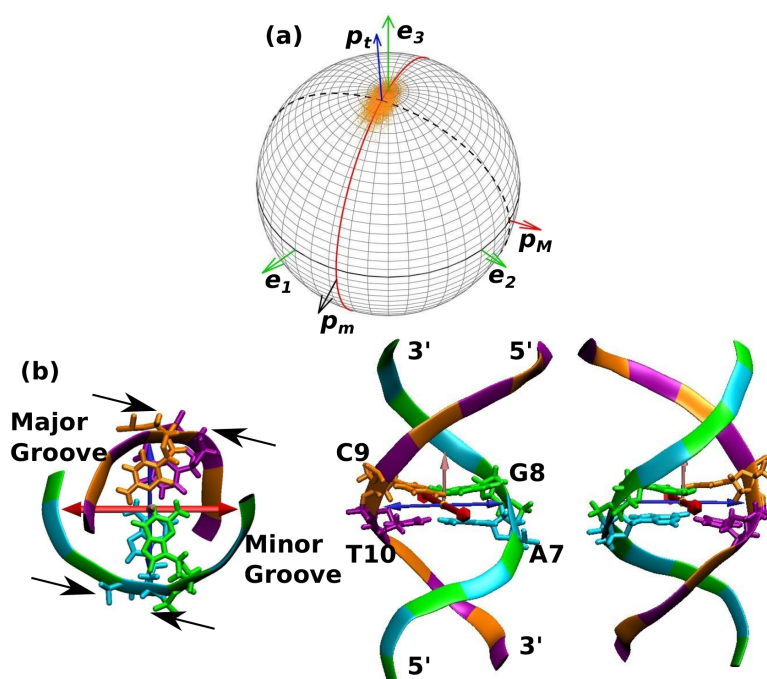 (a)
p_t
e_3
p_M
e_1
e_2
p_m
(b)
3'
5'
Major
Groove
C9
G8
Minor
Groove
T10
A7
5'
3'